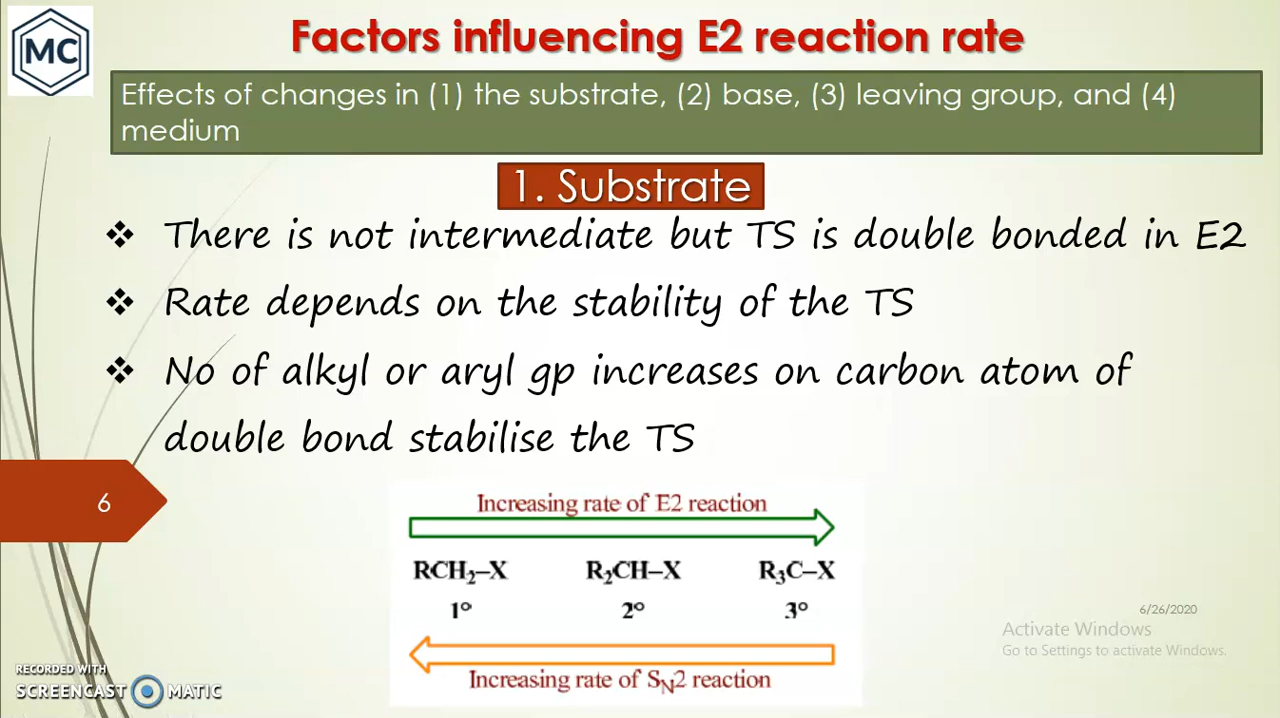 MC
Factors influencing E2 reaction rate
Effects of changes in (1) the substrate, (2) base, (3) leaving group, and (4)
medium
1. Substrate
❖ There is not intermediate but TS is double bonded in E2
❖ Rate depends on the stability of the TS
❖ No of alkyl or aryl gp increases on carbon atom of
double bond stabilise the TS
6
Increasing rate of E2 reaction
RCH₂–X R₂CH–X R₃C–X
1° 2° 3°
Increasing rate of Sₙ2 reaction
6/26/2020
Activate Windows
Go to Settings to activate Windows.
RECORDED WITH
SCREENCAST MATIC